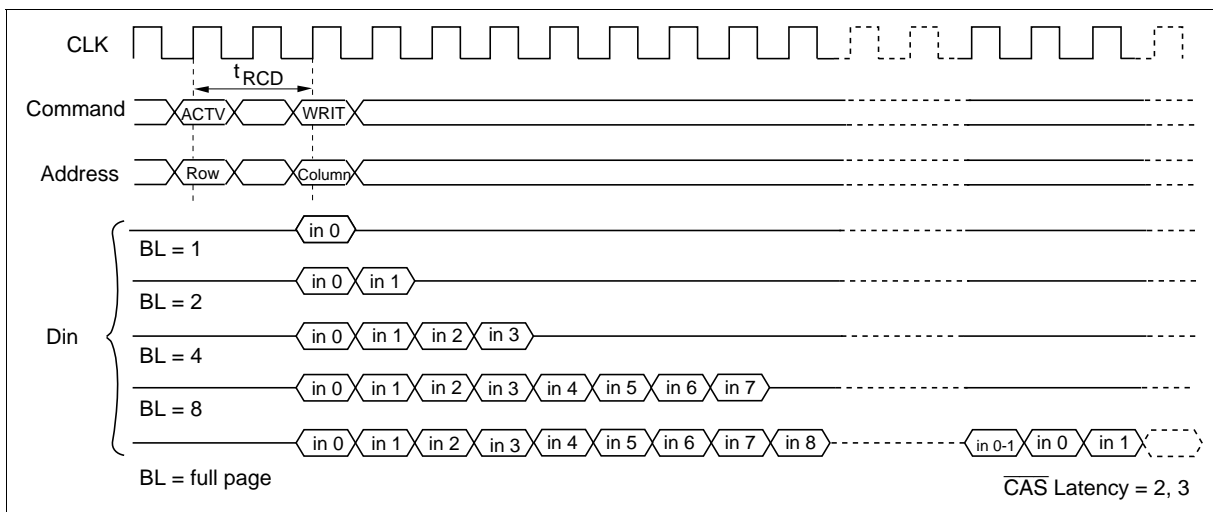 CLK
t RCD
Command ACTV WRIT
Address Row Column
Din
in 0
BL = 1
in 0 in 1
BL = 2
in 0 in 1 in 2 in 3
BL = 4
in 0 in 1 in 2 in 3 in 4 in 5 in 6 in 7
BL = 8
in 0 in 1 in 2 in 3 in 4 in 5 in 6 in 7 in 8 in 0-1 in 0 in 1
BL = full page
CAS Latency = 2, 3